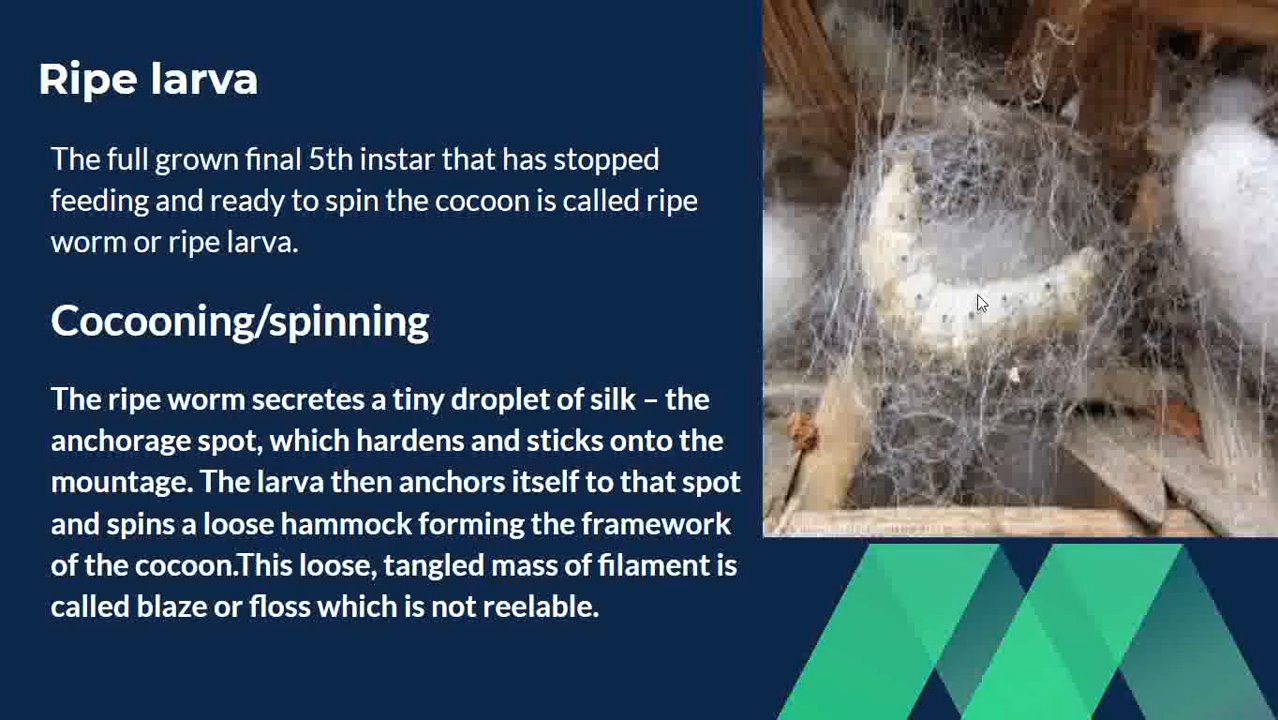 Ripe larva
The full grown final 5th instar that has stopped
feeding and ready to spin the cocoon is called ripe
worm or ripe larva.
Cocooning/spinning
The ripe worm secretes a tiny droplet of silk – the
anchorage spot, which hardens and sticks onto the
mountage. The larva then anchors itself to that spot
and spins a loose hammock forming the framework
of the cocoon.This loose, tangled mass of filament is
called blaze or floss which is not reelable.